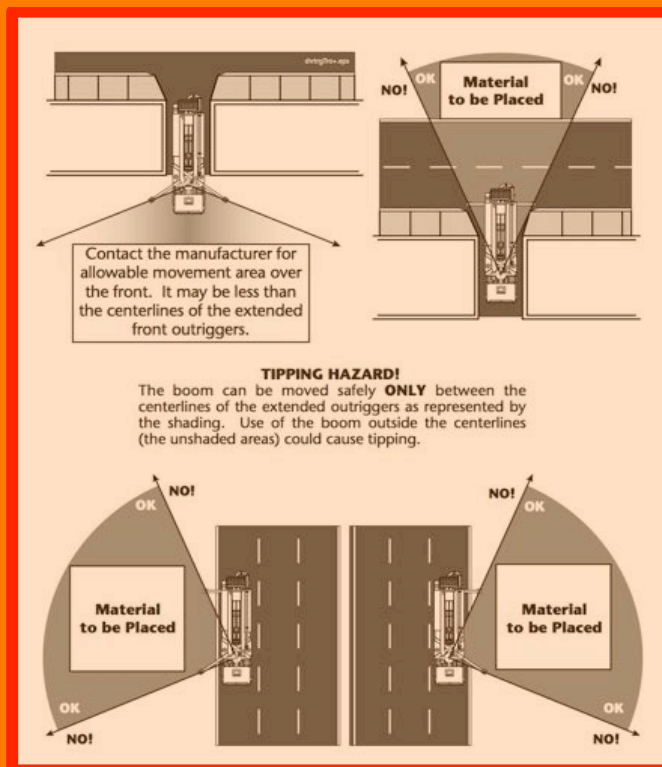 drvingTro+.eps
Contact the manufacturer for
allowable movement area over
the front. It may be less than
the centerlines of the extended
front outriggers.
NO!
OK
Material
to be Placed
OK
NO!
TIPPING HAZARD!
The boom can be moved safely ONLY between the
centerlines of the extended outriggers as represented by
the shading. Use of the boom outside the centerlines
(the unshaded areas) could cause tipping.
NO!
OK
Material
to be Placed
OK
NO!
NO!
OK
Material
to be Placed
OK
NO!